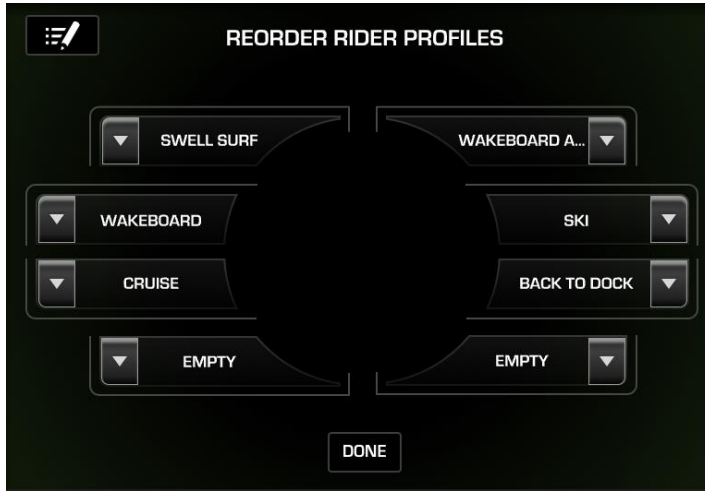 REORDER RIDER PROFILES
SWELL SURF
WAKEBOARD A...
WAKEBOARD
SKI
CRUISE
BACK TO DOCK
EMPTY
EMPTY
DONE